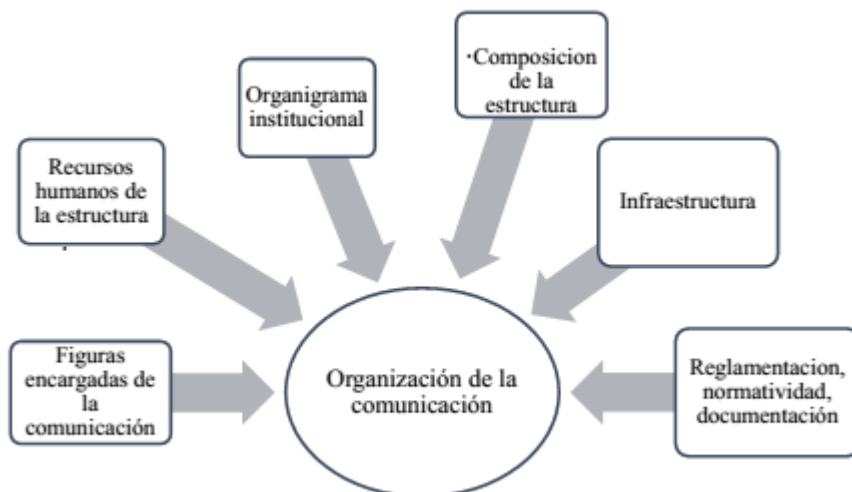 ·Composicion
de la
estructura
Organigrama
institucional
Recursos
humanos de
la estructura
.
Infraestructura
Figuras
encargadas de
la
comunicación
Organización de la
comunicación
Reglamentacion,
normatividad,
documentación